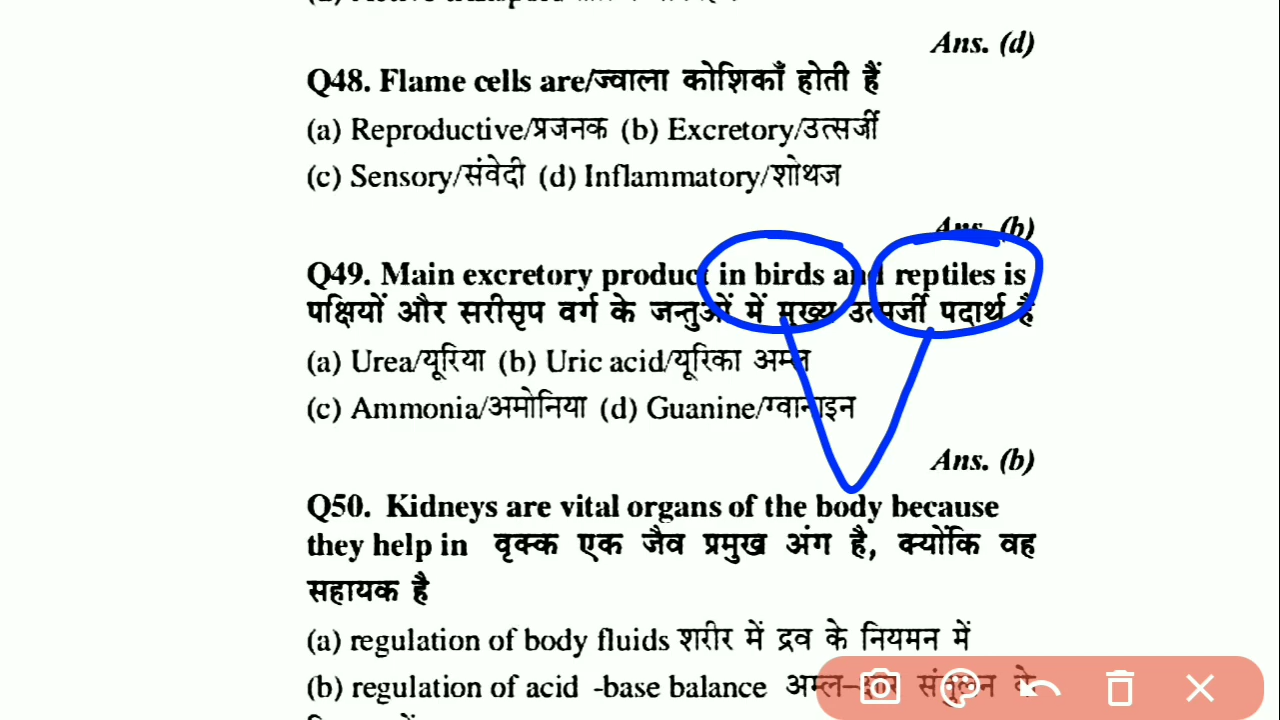 Ans. (d)
Q48. Flame cells are/ज्वाला कोशिकाएँ होती हैं
(a) Reproductive/प्रजनक (b) Excretory/उत्सर्जी
(c) Sensory/संवेदी (d) Inflammatory/शोथज
Ans. (b)
Q49. Main excretory product in birds and reptiles is
पक्षियों और सरीसृप वर्ग के जन्तुओं में मुख्य उत्सर्जी पदार्थ है
(a) Urea/यूरिया (b) Uric acid/यूरिका अम्ल
(c) Ammonia/अमोनिया (d) Guanine/ग्वानाइन
Ans. (b)
Q50. Kidneys are vital organs of the body because
they help in वृक्क एक जैव प्रमुख अंग है, क्योंकि वह
सहायक है
(a) regulation of body fluids शरीर में द्रव के नियमन में
(b) regulation of acid -base balance अम्ल-क्षार संतुलन के